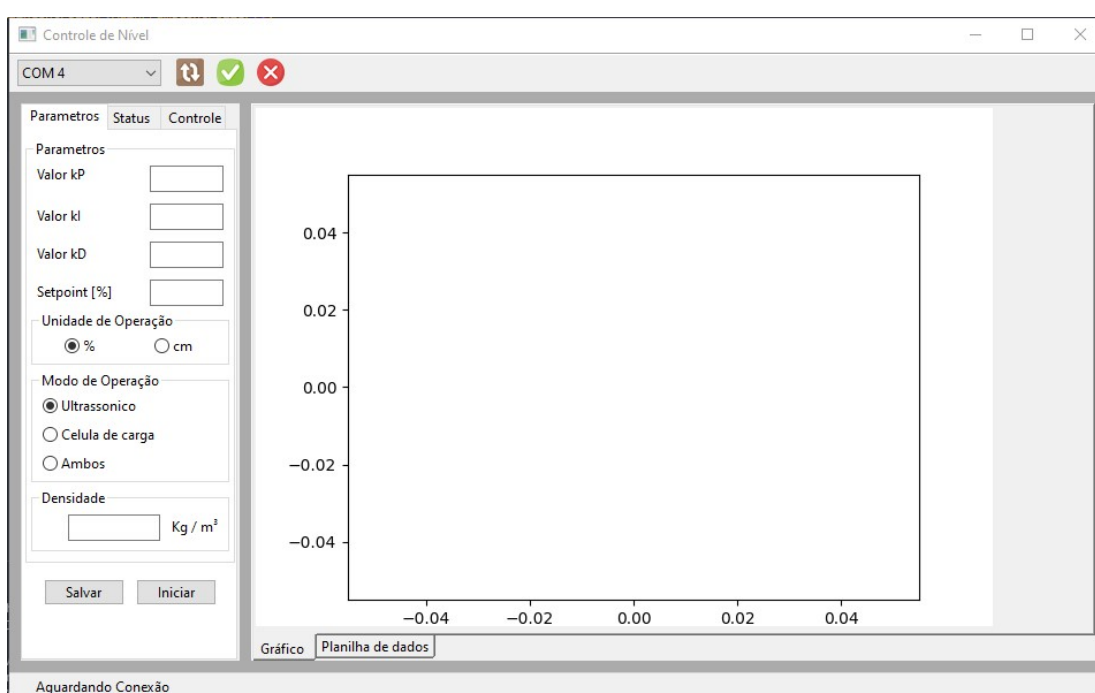 Controle de Nível
COM 4
Parametros Status Controle
Parametros
Valor kP
Valor kI
Valor kD
Setpoint [%]
Unidade de Operação
% cm
Modo de Operação
Ultrassonico
Celula de carga
Ambos
Densidade
Kg / m³
Salvar Iniciar
0.04
0.02
0.00
−0.02
−0.04
−0.04 −0.02 0.00 0.02 0.04
Gráfico Planilha de dados
Aguardando Conexão